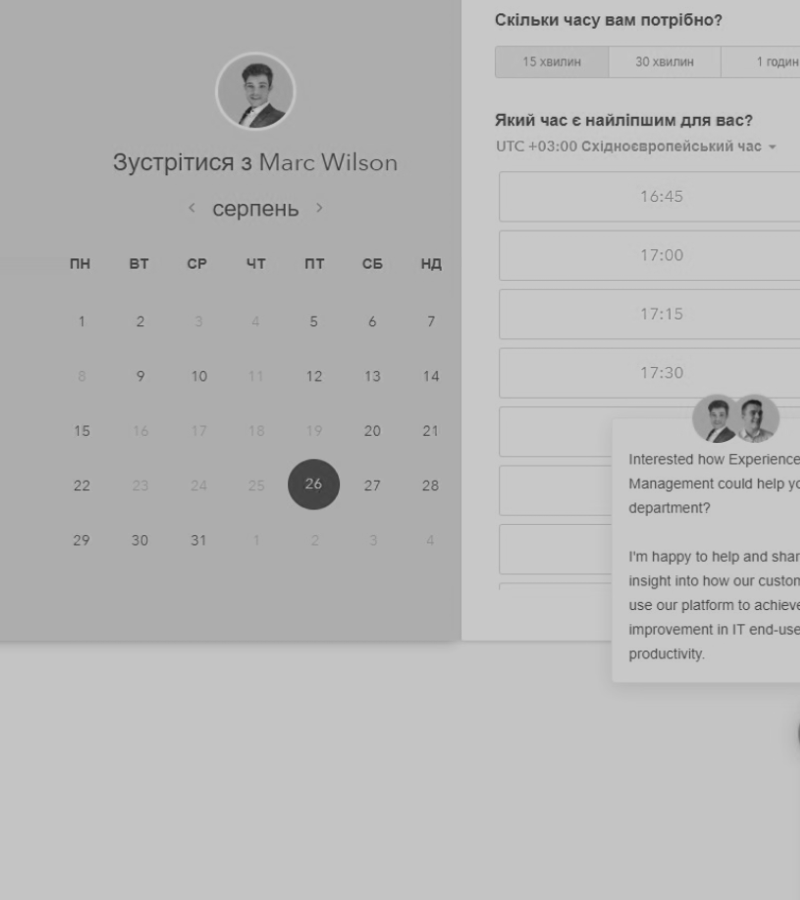 Зустрітися з Marc Wilson
серпень
ПН ВТ СР ЧТ ПТ СБ НД
1 2 3 4 5 6 7
8 9 10 11 12 13 14
15 16 17 18 19 20 21
22 23 24 25 26 27 28
29 30 31 1 2 3 4
Скільки часу вам потрібно?
15 хвилин 30 хвилин 1 годин
Який час є найліпшим для вас?
UTC +03:00 Східноєвропейський час
16:45
17:00
17:15
17:30
Interested how Experience
Management could help yo
department?
I'm happy to help and shar
insight into how our custom
use our platform to achieve
improvement in IT end-use
productivity.